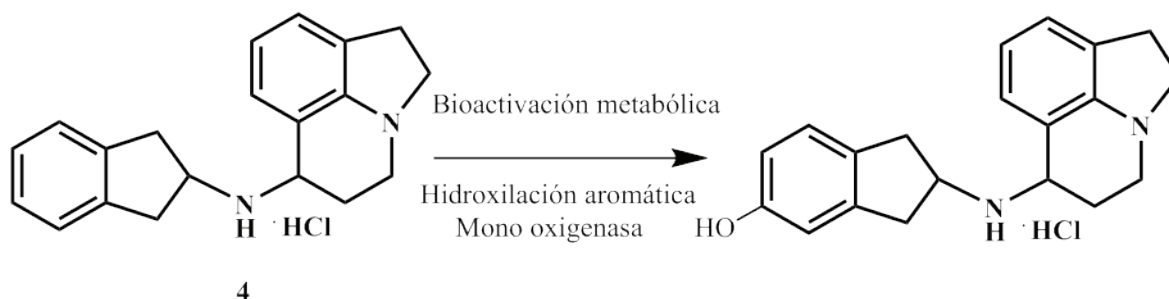 N
N
H · HCl
4
Bioactivación metabólica
Hidroxilación aromática
Mono oxigenasa
N
HO
N
H · HCl